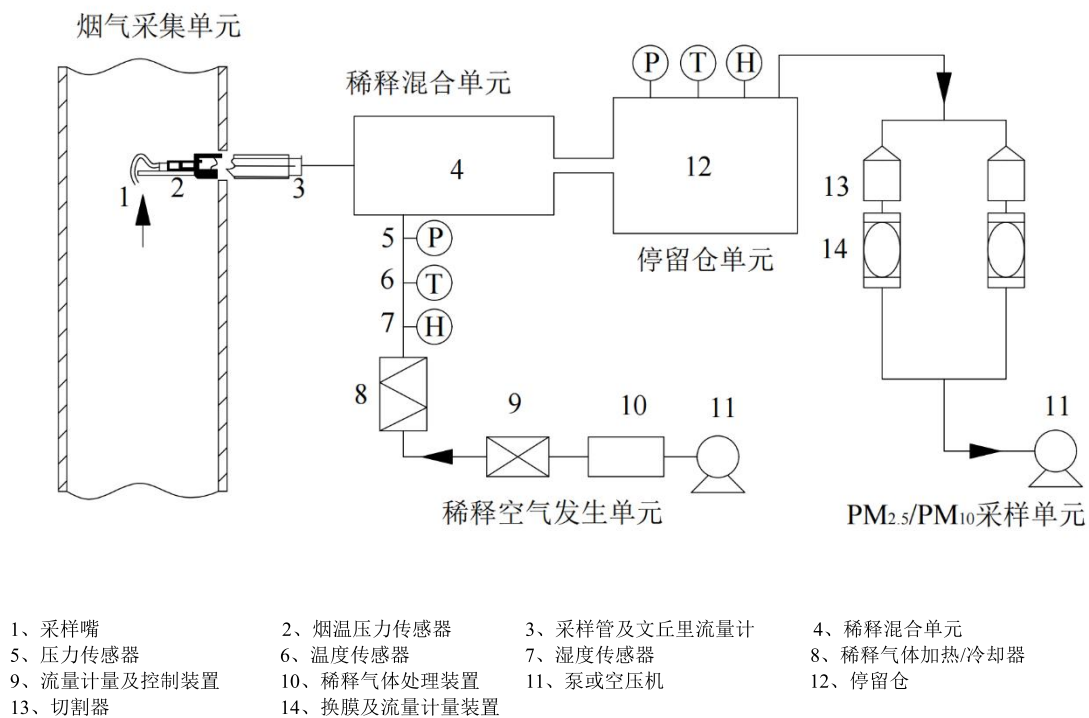 烟气采集单元
稀释混合单元
P T H
4
12
1
2
3
13
14
5 P
停留仓单元
6 T
7 H
8
9
10
11
11
稀释空气发生单元
PM2.5/PM10采样单元
1、采样嘴 2、烟温压力传感器 3、采样管及文丘里流量计 4、稀释混合单元
5、压力传感器 6、温度传感器 7、湿度传感器 8、稀释气体加热/冷却器
9、流量计量及控制装置 10、稀释气体处理装置 11、泵或空压机 12、停留仓
13、切割器 14、换膜及流量计量装置